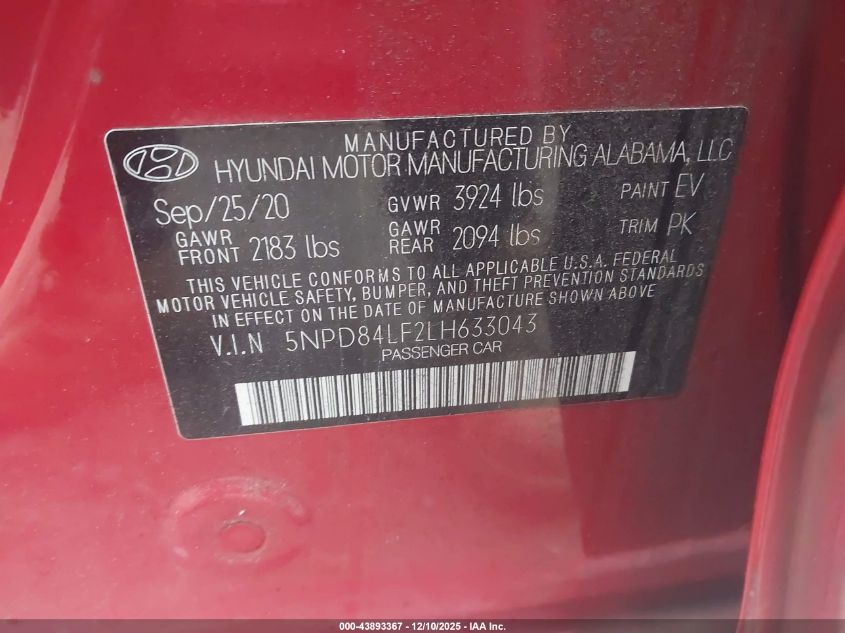 MANUFACTURED BY
HYUNDAI MOTOR MANUFACTURING ALABAMA, LLC
Sep/25/20 GVWR 3924 lbs PAINT EV
GAWR FRONT 2183 lbs GAWR REAR 2094 lbs TRIM PK
THIS VEHICLE CONFORMS TO ALL APPLICABLE U.S.A. FEDERAL
MOTOR VEHICLE SAFETY, BUMPER, AND THEFT PREVENTION STANDARDS
IN EFFECT ON THE DATE OF MANUFACTURE SHOWN ABOVE
V.I.N 5NPD84LF2LH633043
PASSENGER CAR
000-43893367 - 12/10/2025 - IAA Inc.